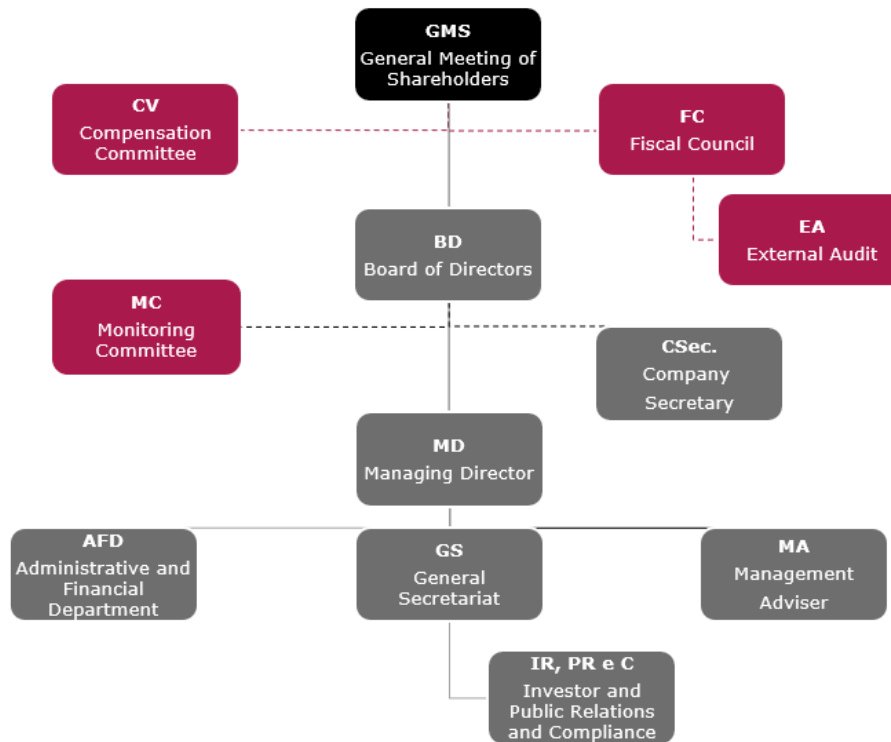 GMS
General Meeting of
Shareholders
CV
Compensation
Committee
FC
Fiscal Council
EA
External Audit
BD
Board of Directors
MC
Monitoring
Committee
CSec.
Company
Secretary
MD
Managing Director
AFD
Administrative and
Financial
Department
GS
General
Secretariat
MA
Management
Adviser
IR, PR e C
Investor and
Public Relations
and Compliance